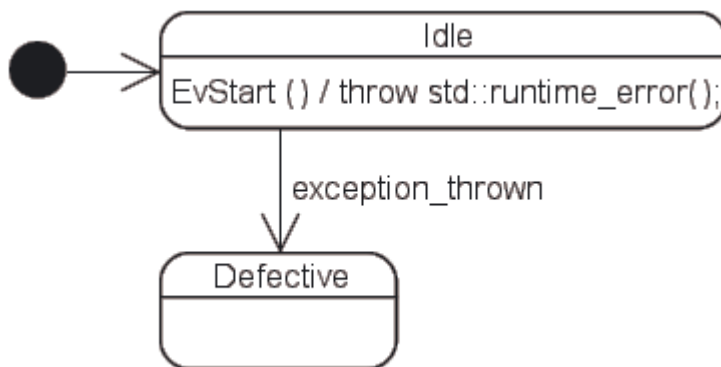 Idle
EvStart () / throw std::runtime_error();
exception_thrown
Defective